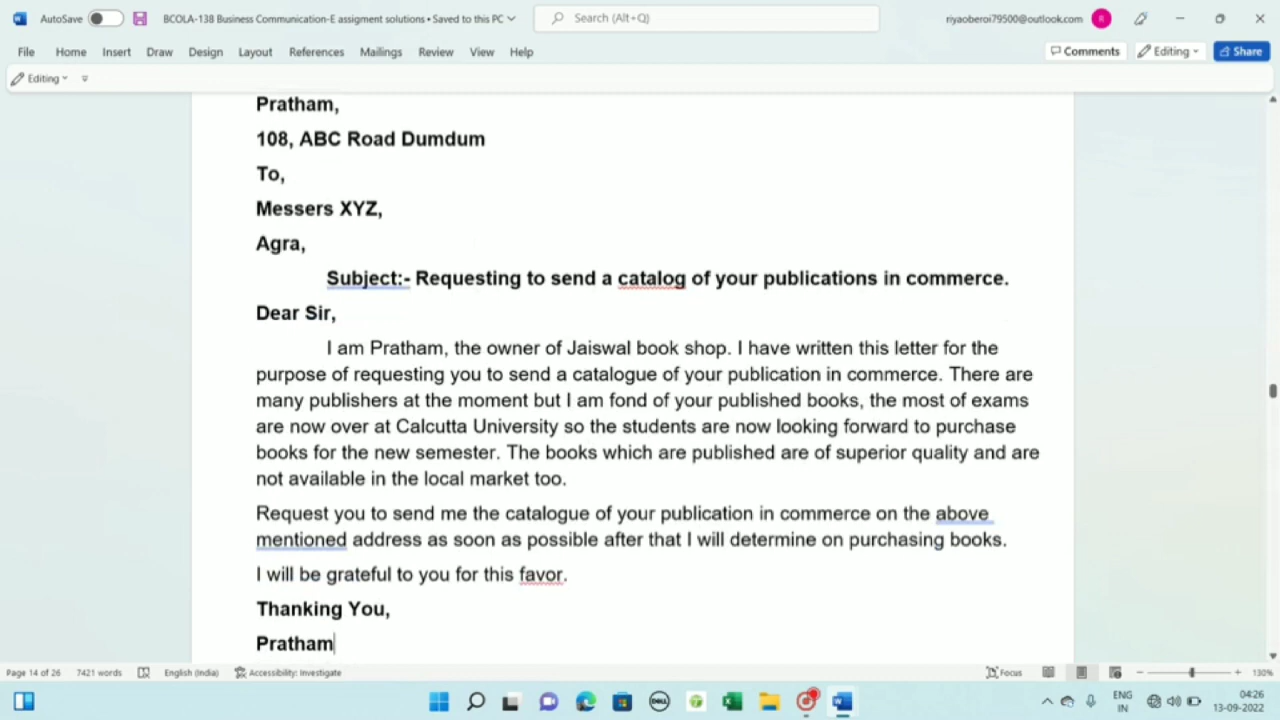 AutoSave
BCOLA-138 Business Communication-E assigment solutions • Saved to this PC
Search (Alt+Q)
riyaoberoi79500@outlook.com
R
File Home Insert Draw Design Layout References Mailings Review View Help
Comments
Editing
Share
Editing
Pratham,
108, ABC Road Dumdum
To,
Messers XYZ,
Agra,
Subject:- Requesting to send a catalog of your publications in commerce.
Dear Sir,
I am Pratham, the owner of Jaiswal book shop. I have written this letter for the
purpose of requesting you to send a catalogue of your publication in commerce. There are
many publishers at the moment but I am fond of your published books, the most of exams
are now over at Calcutta University so the students are now looking forward to purchase
books for the new semester. The books which are published are of superior quality and are
not available in the local market too.
Request you to send me the catalogue of your publication in commerce on the above
mentioned address as soon as possible after that I will determine on purchasing books.
I will be grateful to you for this favor.
Thanking You,
Pratham
Page 14 of 26 7421 words English (India) Accessibility: Investigate Focus 130%
DELL
ENG
IN
04:26
13-09-2022